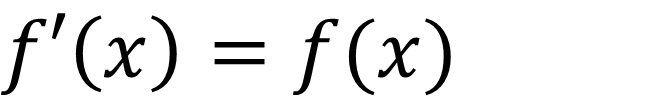 f′(x) = f(x)